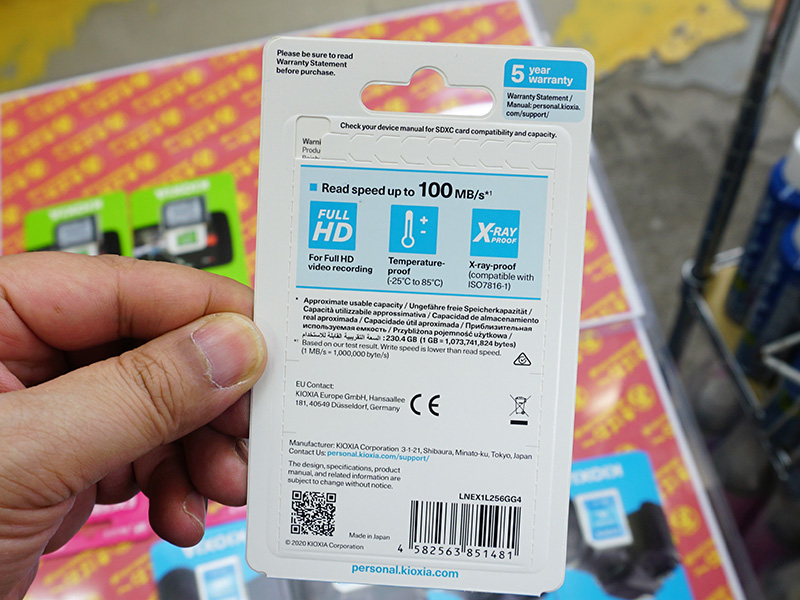 Please be sure to read
Warranty Statement
before purchase.
5 year
warranty
Warranty Statement /
Manual: personal.kioxia.
com/support/
Check your device manual for SDXC card compatibility and capacity.
Warni
Produ
Read speed up to 100 MB/s*1
FULL
HD
For Full HD
video recording
Temperature-
proof
(-25°C to 85°C)
X-RAY
PROOF
X-ray-proof
(compatible with
ISO7816-1)
* Approximate usable capacity / Ungefähre freie Speicherkapazität /
Capacità utilizzabile approssimativa / Capacidad de almacenamiento
real aproximada / Capacidade útil aproximada / Приблизительная
используемая емкость / Przybliżona pojemność użytkowa /
السعة التقريبية القابلة للاستخدام :230.4 GB (1 GB = 1,073,741,824 bytes)
*1 Based on our test result. Write speed is lower than read speed.
(1 MB/s = 1,000,000 byte/s)
EU Contact:
KIOXIA Europe GmbH, Hansaallee
181, 40549 Düsseldorf, Germany
CE
Manufacturer: KIOXIA Corporation 3-1-21, Shibaura, Minato-ku, Tokyo, Japan
Contact Us: personal.kioxia.com/support/
The design, specifications, product
manual, and related information are
subject to change without notice.
LNEX1L256GG4
Made in Japan
© 2020 KIOXIA Corporation
4 582563 851481
personal.kioxia.com